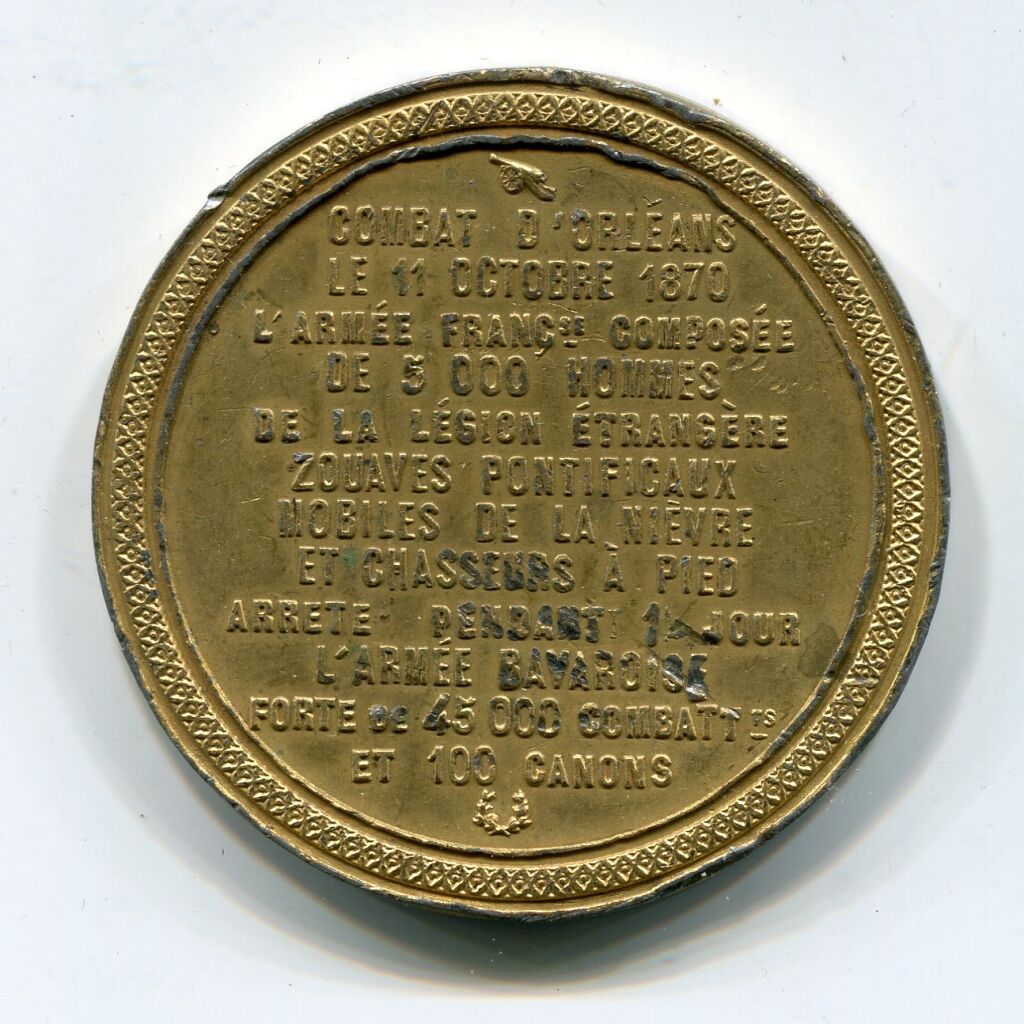 COMBAT D'ORLÉANS
LE 11 OCTOBRE 1870
L'ARMÉE FRANCSE COMPOSÉE
DE 5 000 HOMMES
DE LA LÉGION ÉTRANGÈRE
ZOUAVES PONTIFICAUX
MOBILES DE LA NIÈVRE
ET CHASSEURS À PIED
ARRETE PENDANT 1 JOUR
L'ARMÉE BAVAROISE
FORTE DE 45 000 COMBATTTS
ET 100 CANONS